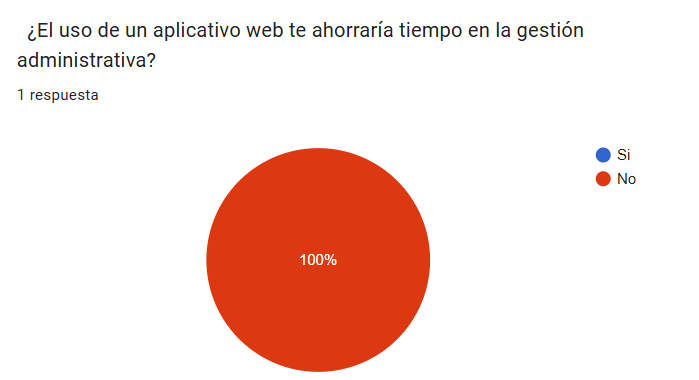 ¿El uso de un aplicativo web te ahorraría tiempo en la gestión
administrativa?
1 respuesta
Si
No
100%